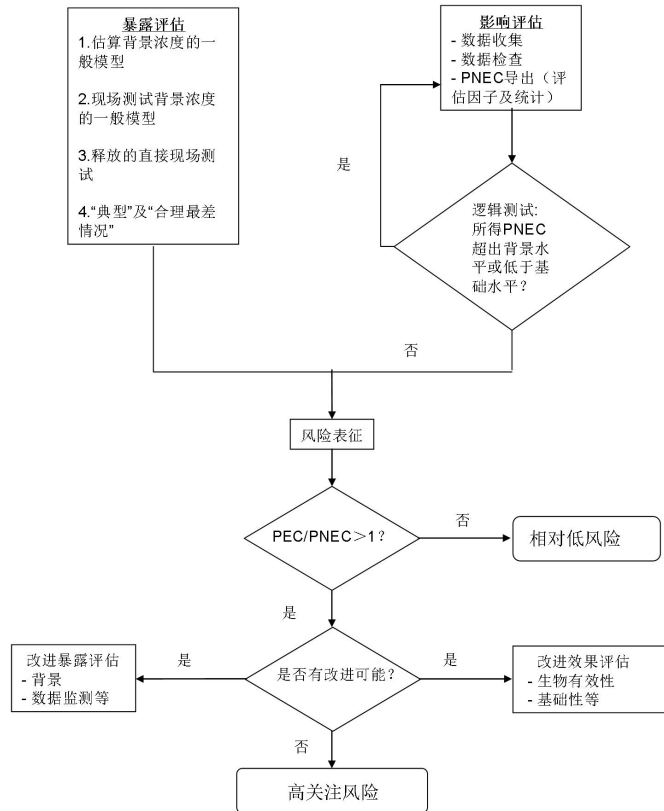 暴露评估
1.估算背景浓度的一
般模型
2.现场测试背景浓度
的一般模型
3.释放的直接现场测
试
4.“典型”及“合理最差
情况”
影响评估
- 数据收集
- 数据检查
- PNEC导出（评
估因子及统计）
是
逻辑测试:
所得PNEC
超出背景水
平或低于基
础水平？
否
风险表征
PEC/PNEC＞1？
否
相对低风险
是
改进暴露评估
- 背景
- 数据监测等
是
是否有改进可能？
是
改进效果评估
- 生物有效性
- 基础性等
否
高关注风险